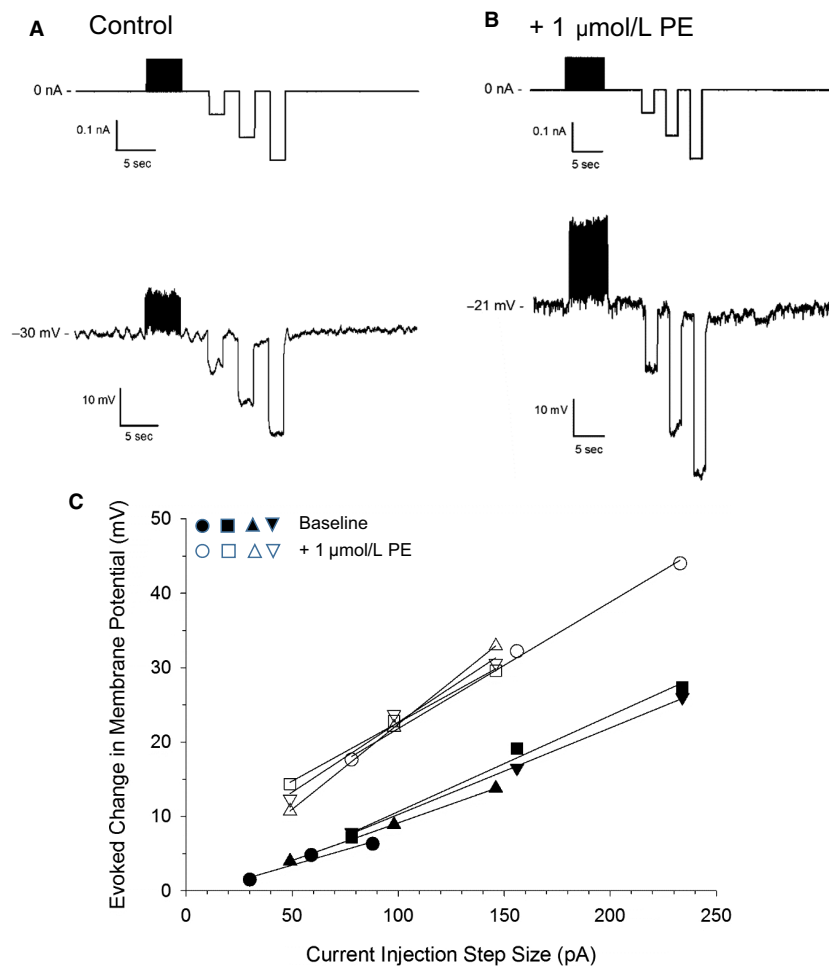 A Control
0 nA -
0.1 nA
5 sec
–30 mV -
10 mV
5 sec
B + 1 µmol/L PE
0 nA -
0.1 nA
5 sec
–21 mV -
10 mV
5 sec
C
Evoked Change in Membrane Potential (mV)
50
40
30
20
10
0
Baseline
+ 1 µmol/L PE
0 50 100 150 200 250
Current Injection Step Size (pA)